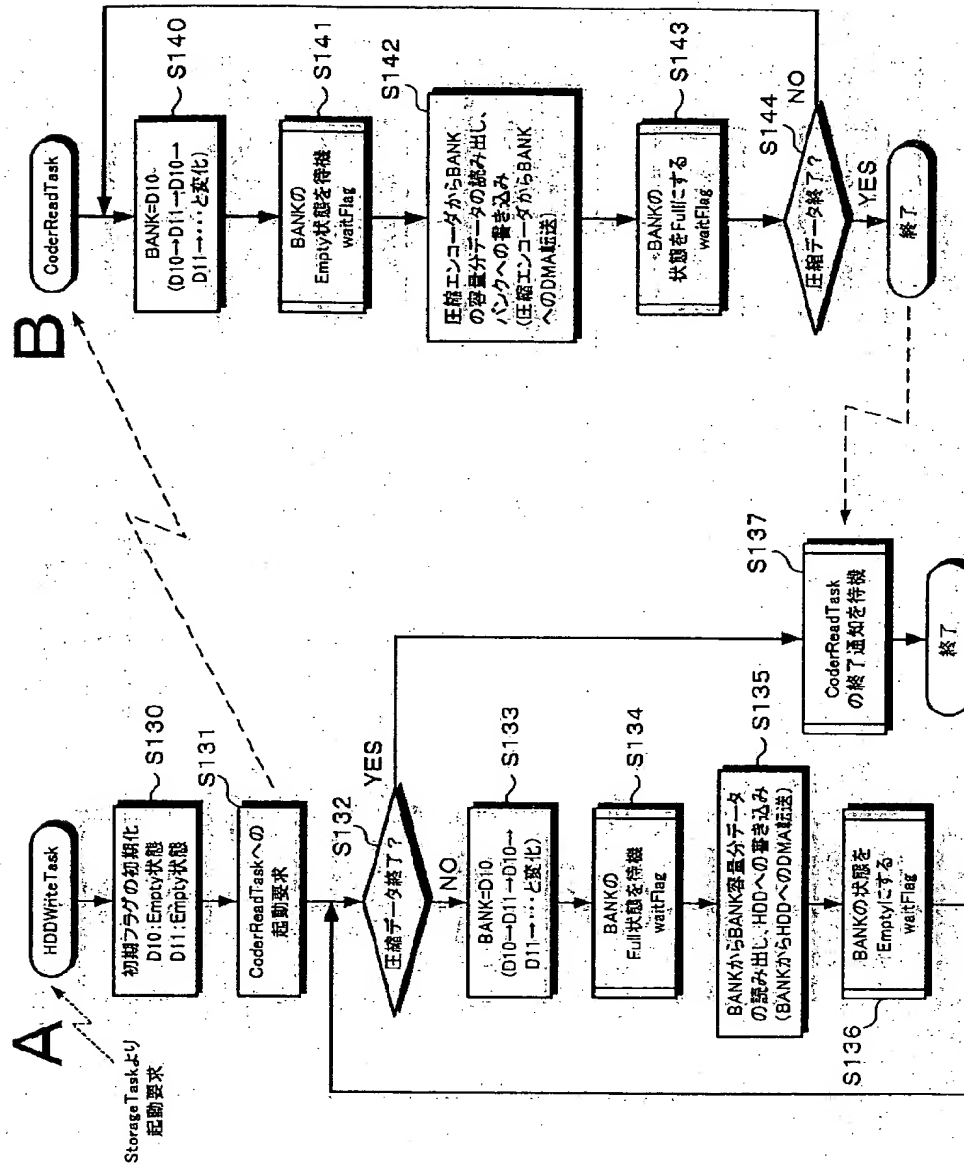 A
StorageTaskより
起動要求
HDDWriteTask
初期フラグの初期化
D10:Empty状態
D11:Empty状態
S130
CoderReadTaskへの
起動要求
S131
圧縮データ終了?
S132
YES
NO
BANK=D10
(D10→D11→D10→
D11→・・・・と変化)
S133
BANKの
Full状態を待機
waitFlag
S134
BANKからBANK容量分データ
の読み出し、HDDへの書き込み
(BANKからHDDへのDMA転送)
S135
BANKの状態を
Emptyにする
waitFlag
S136
CoderReadTask
の終了通知を待機
S137
終了
B
CoderReadTask
BANK=D10
(D10→D11→D10→
D11→・・・・と変化)
S140
BANKの
Empty状態を待機
waitFlag
S141
圧縮エンコーダからBANK
の容量分データの読み出し、
バンクへの書き込み
(圧縮エンコーダからBANK
へのDMA転送)
S142
BANKの
状態をFullにする
waitFlag
S143
圧縮データ終了?
S144
NO
YES
終了